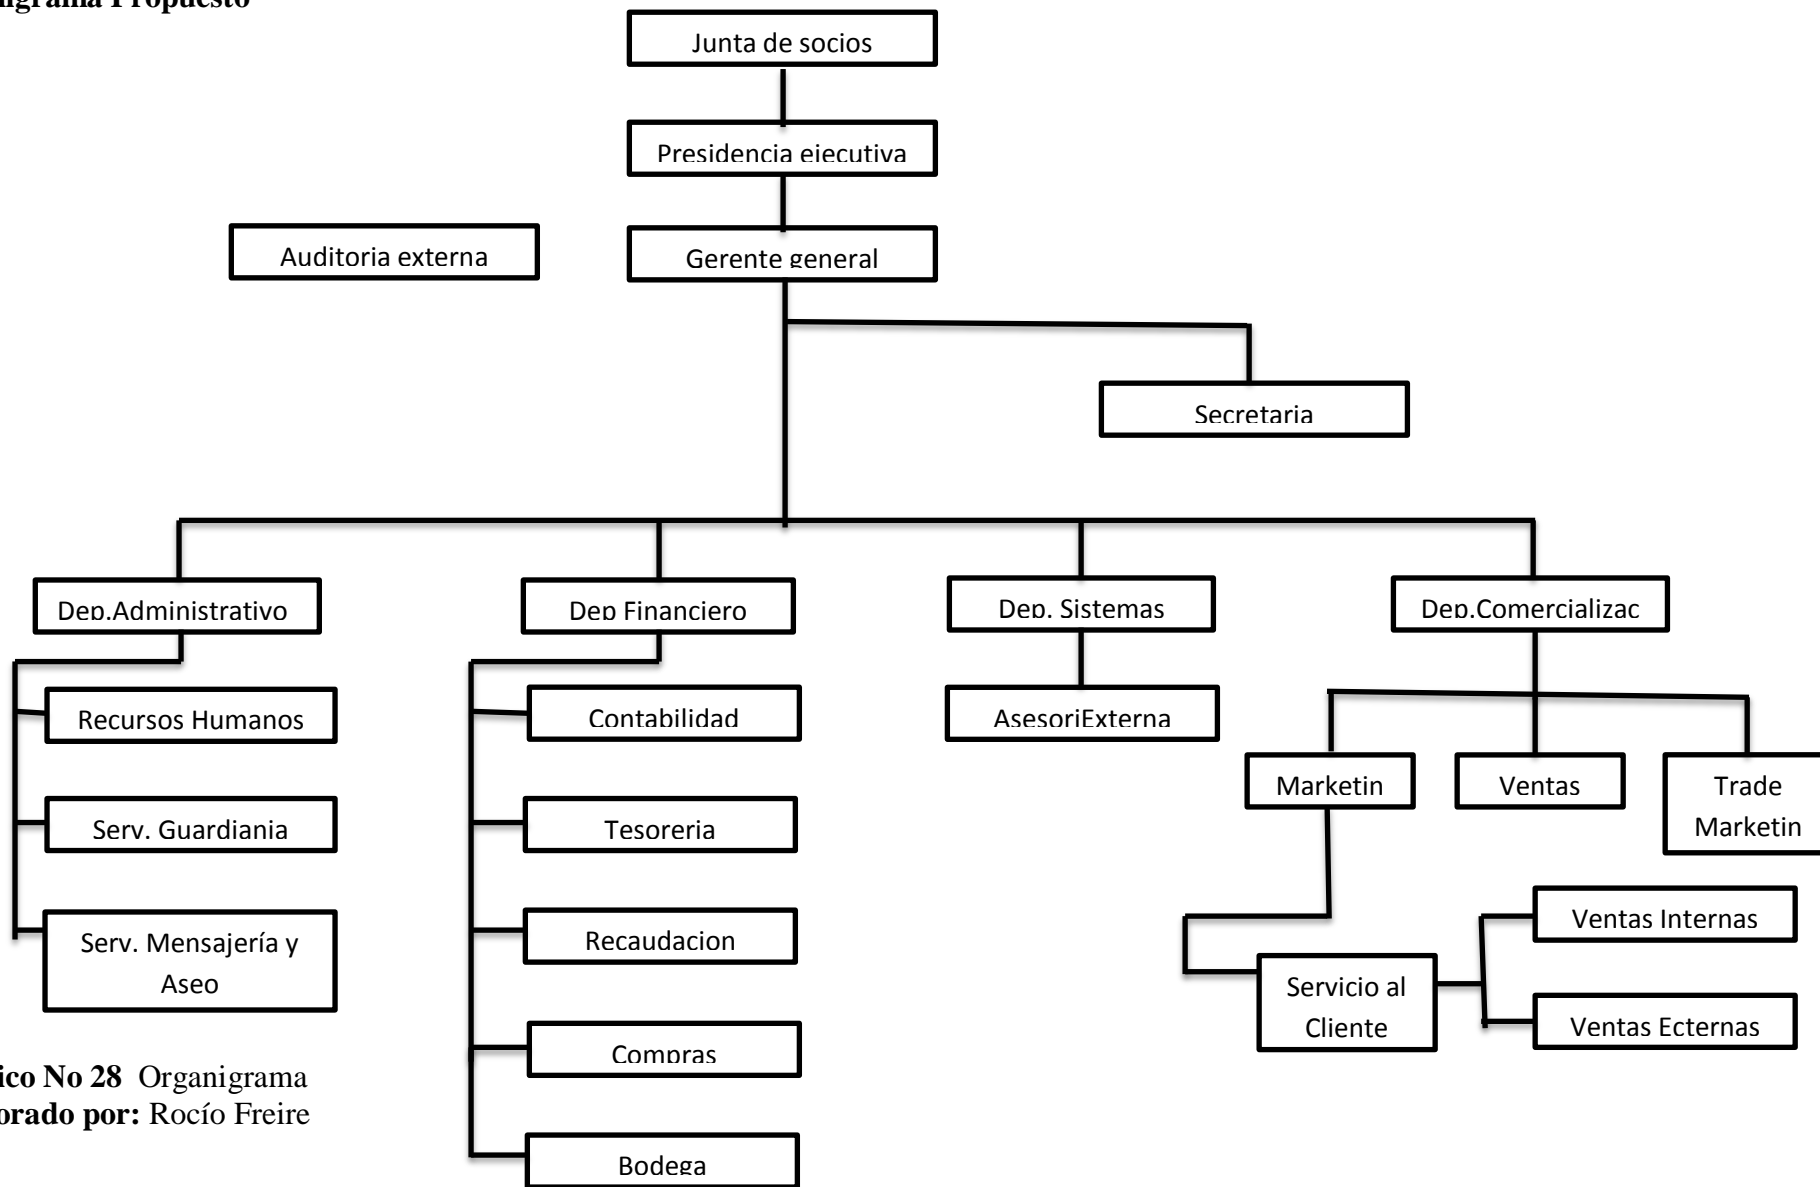 nigrama Propuesto
Junta de socios
Presidencia ejecutiva
Auditoria externa
Gerente general
Secretaria
Dep.Administrativo
Dep Financiero
Dep. Sistemas
Dep.Comercializac
Recursos Humanos
Contabilidad
AsesoriExterna
Marketin
Ventas
Trade
Marketin
Serv. Guardiania
Tesoreria
Serv. Mensajería y
Aseo
Recaudacion
Ventas Internas
Servicio al
Cliente
Ventas Ecternas
Compras
Bodega
ico No 28 Organigrama
orado por: Rocío Freire